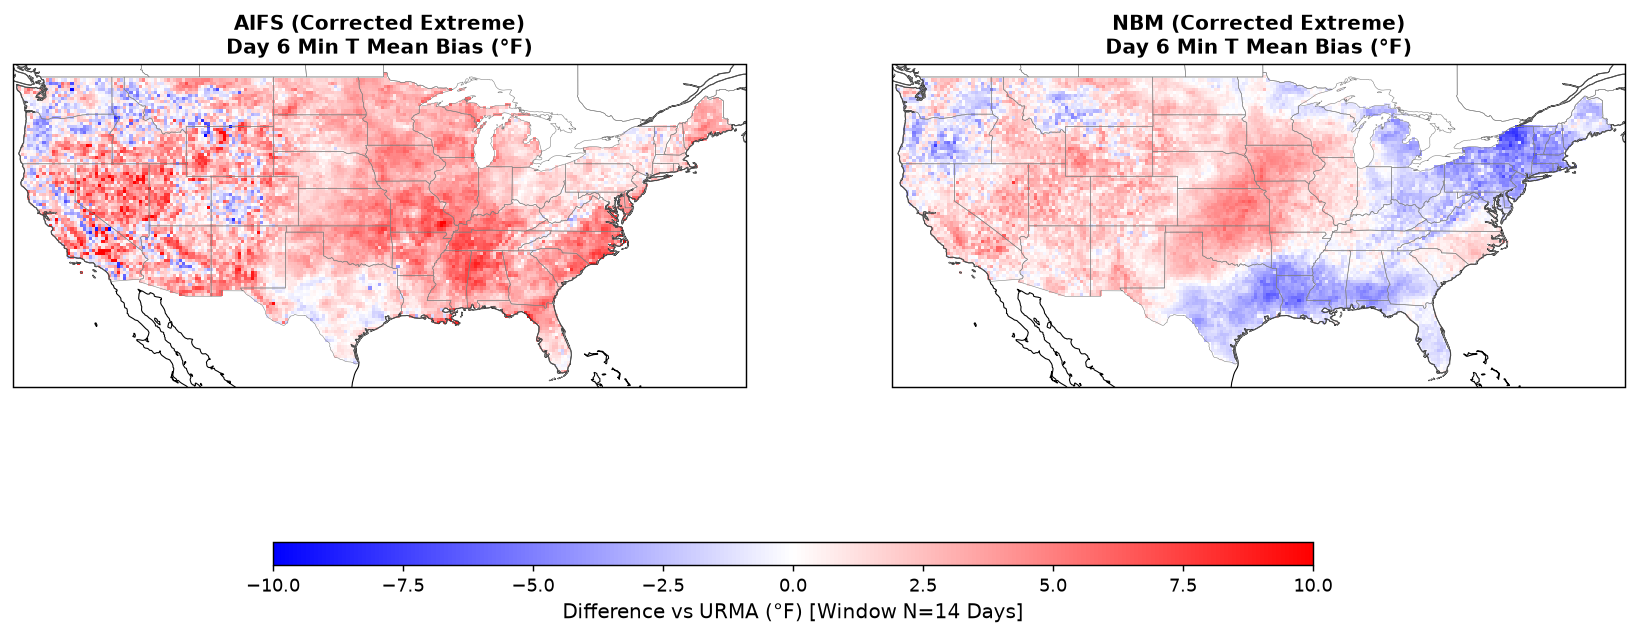 AIFS (Corrected Extreme)
Day 6 Min T Mean Bias (°F)
NBM (Corrected Extreme)
Day 6 Min T Mean Bias (°F)
−10.0 −7.5 −5.0 −2.5 0.0 2.5 5.0 7.5 10.0
Difference vs URMA (°F) [Window N=14 Days]